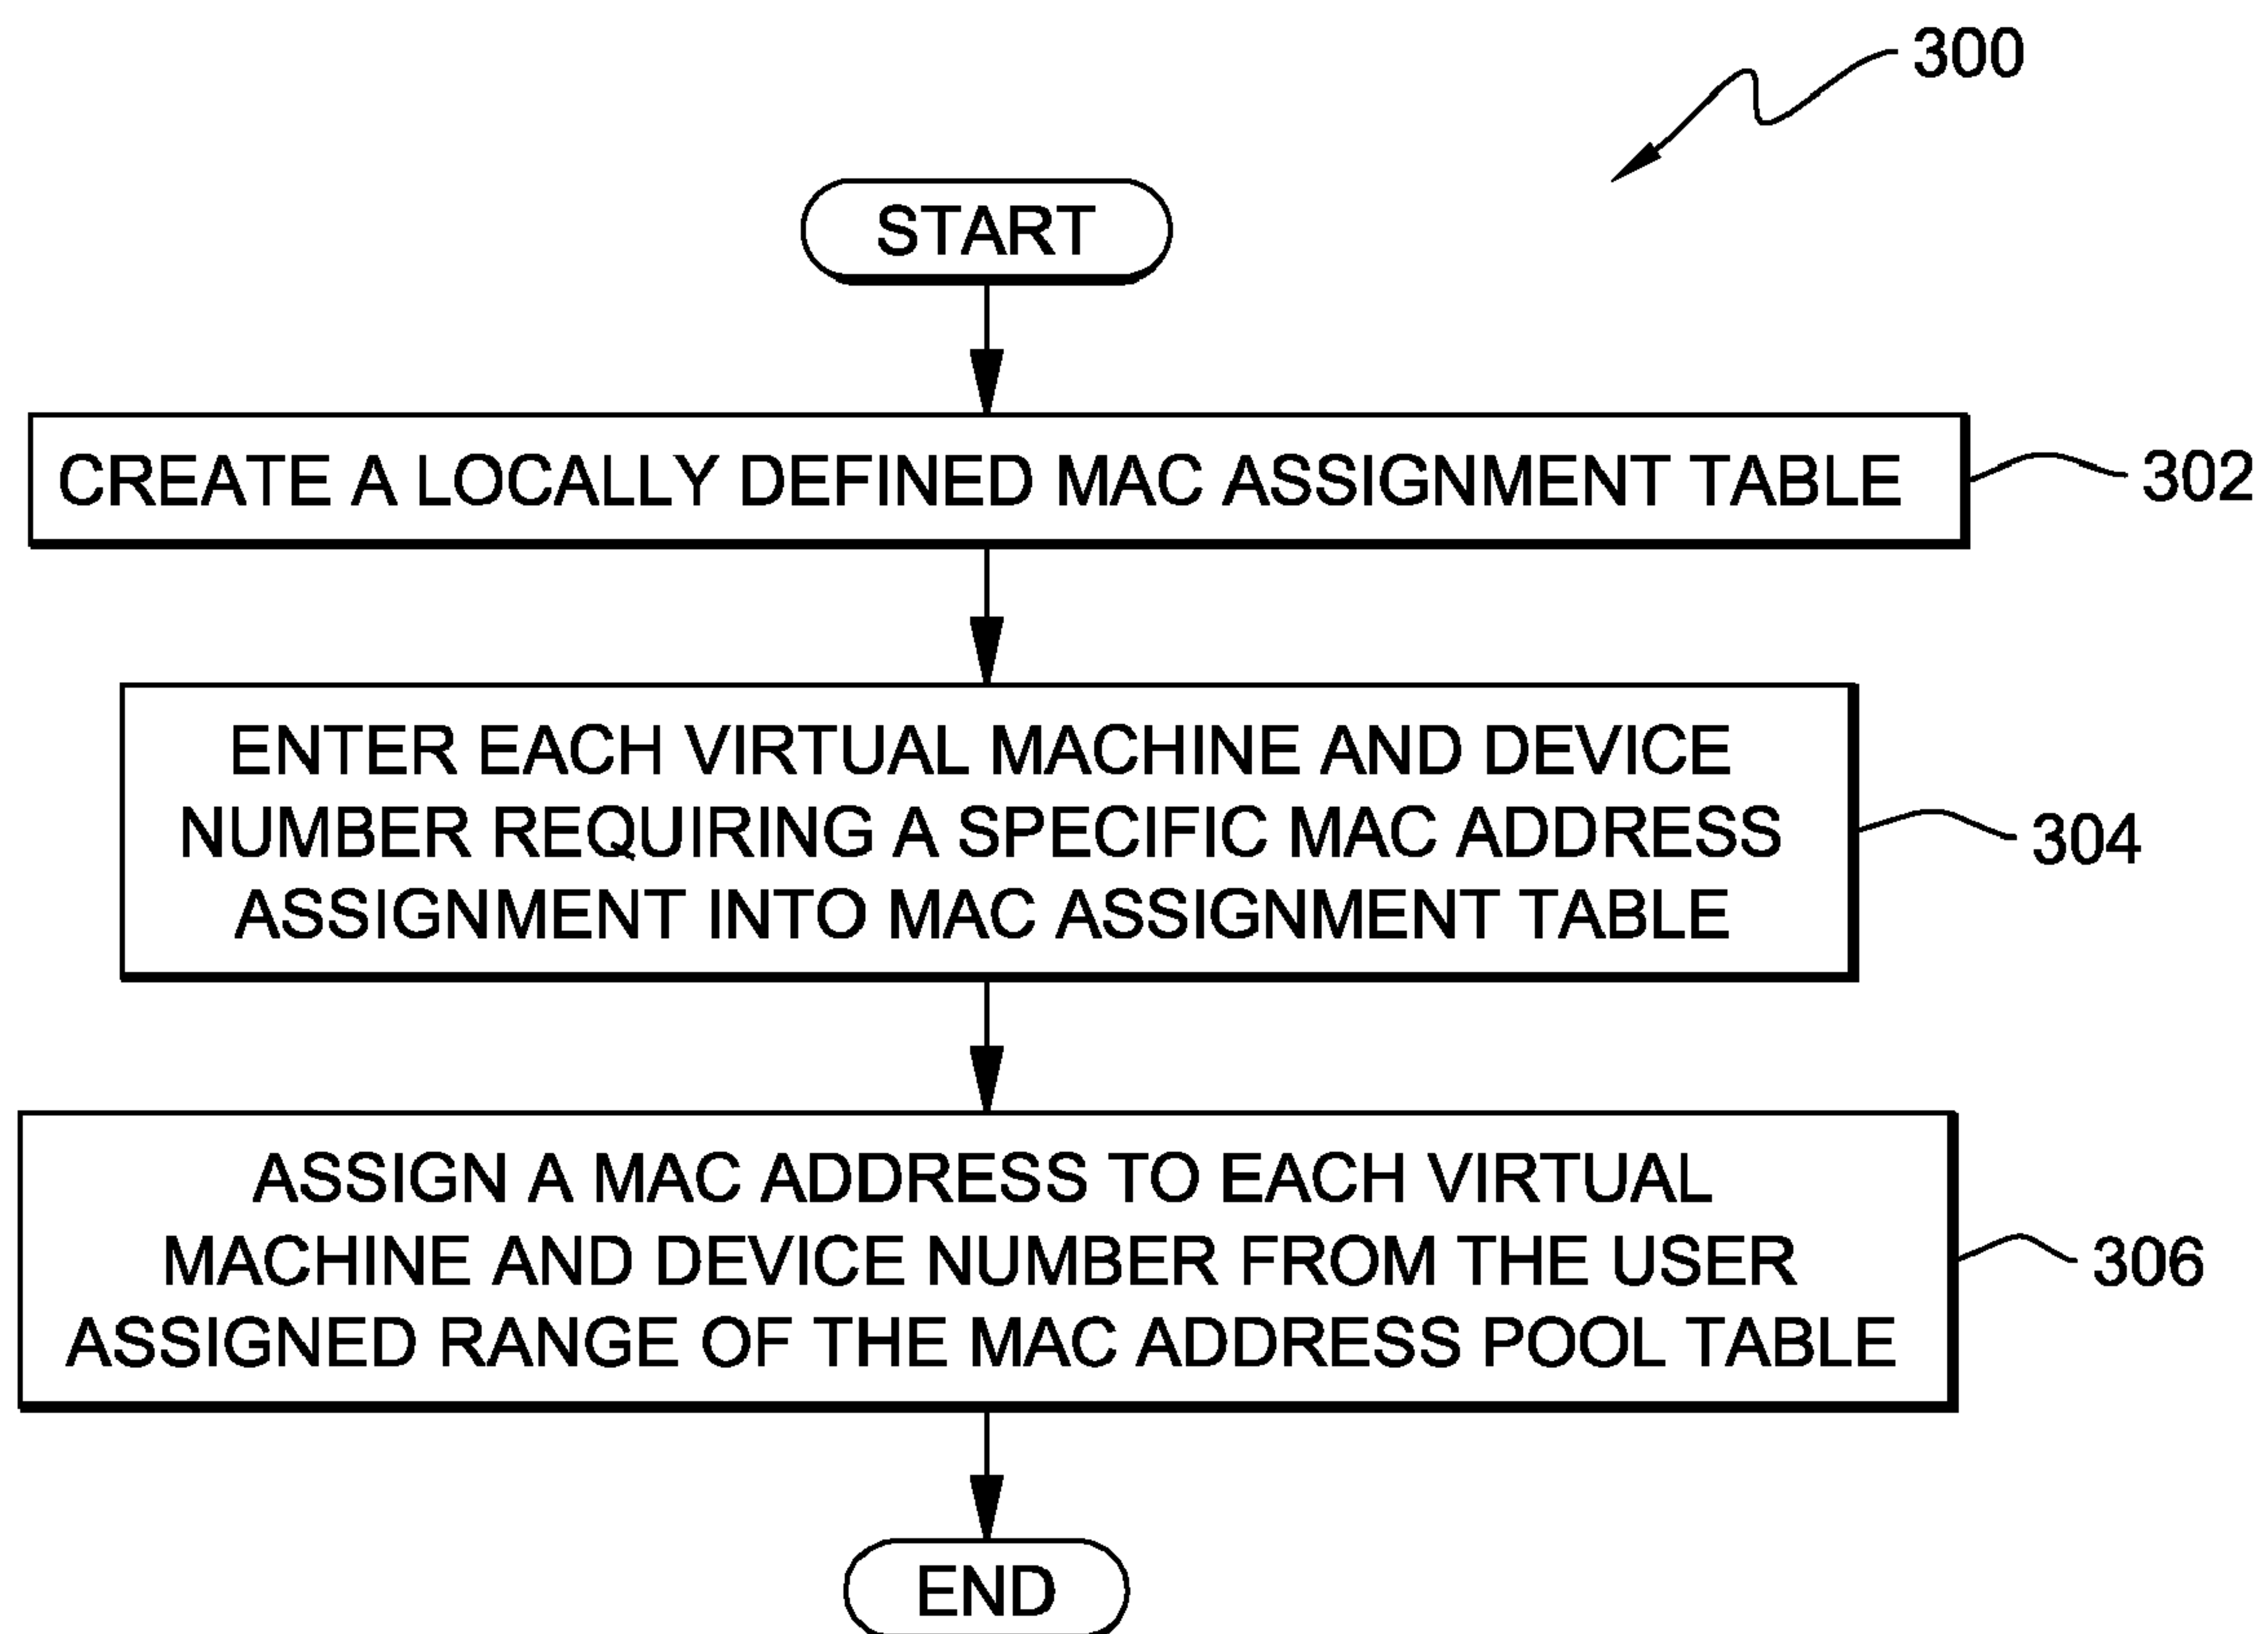 300
START
CREATE A LOCALLY DEFINED MAC ASSIGNMENT TABLE
302
ENTER EACH VIRTUAL MACHINE AND DEVICE
NUMBER REQUIRING A SPECIFIC MAC ADDRESS
ASSIGNMENT INTO MAC ASSIGNMENT TABLE
304
ASSIGN A MAC ADDRESS TO EACH VIRTUAL
MACHINE AND DEVICE NUMBER FROM THE USER
ASSIGNED RANGE OF THE MAC ADDRESS POOL TABLE
306
END